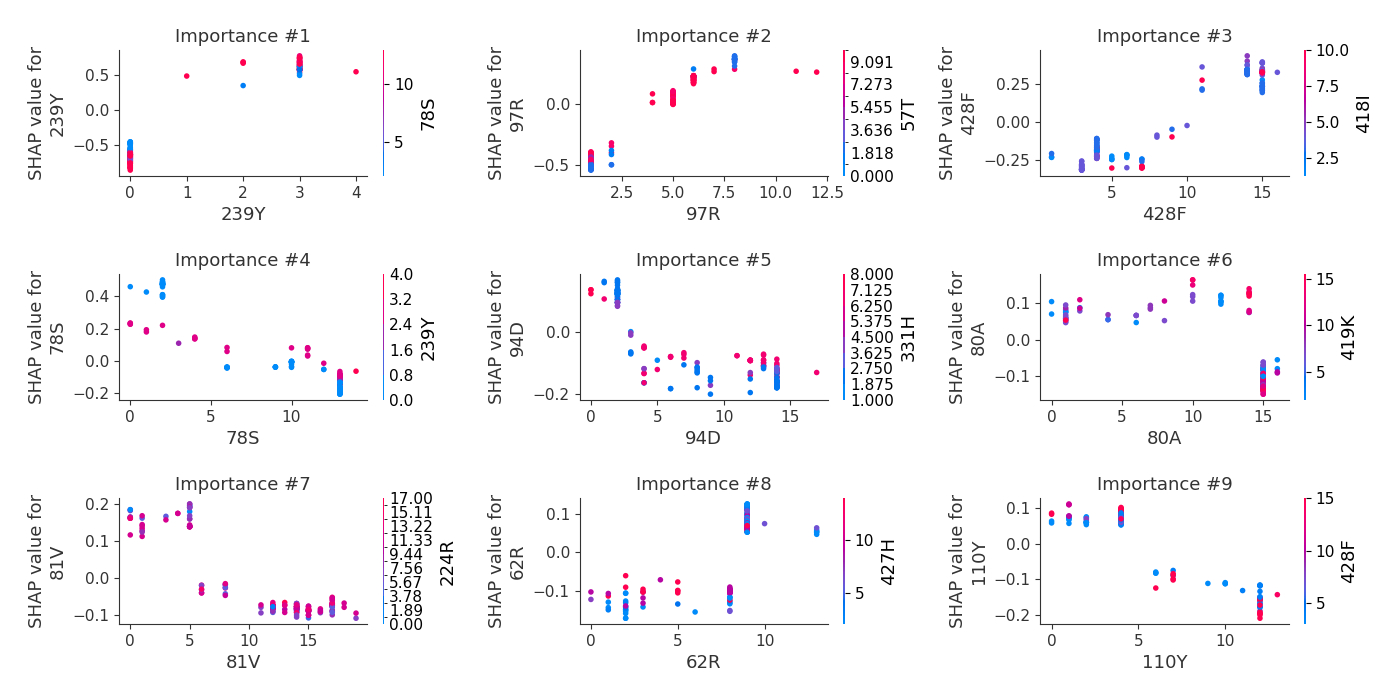 Importance #1
SHAP value for
239Y
0.5
0.0
−0.5
0
1
2
3
4
239Y
10
5
78S
Importance #2
SHAP value for
97R
0.0
−0.5
2.5
5.0
7.5
10.0
12.5
97R
9.091
7.273
5.455
3.636
1.818
0.000
57T
Importance #3
SHAP value for
428F
0.25
0.00
−0.25
5
10
15
428F
10.0
7.5
5.0
2.5
418I
Importance #4
SHAP value for
78S
0.4
0.2
0.0
−0.2
0
5
10
78S
4.0
3.2
2.4
1.6
0.8
0.0
239Y
Importance #5
SHAP value for
94D
0.0
−0.2
0
5
10
15
94D
8.000
7.125
6.250
5.375
4.500
3.625
2.750
1.875
1.000
331H
Importance #6
SHAP value for
80A
0.1
0.0
−0.1
0
5
10
15
80A
15
10
5
419K
Importance #7
SHAP value for
81V
0.2
0.1
0.0
−0.1
0
5
10
15
81V
17.00
15.11
13.22
11.33
9.44
7.56
5.67
3.78
1.89
0.00
224R
Importance #8
SHAP value for
62R
0.1
0.0
−0.1
0
5
10
62R
10
5
427H
Importance #9
SHAP value for
110Y
0.1
0.0
−0.1
−0.2
0
5
10
110Y
15
10
5
428F